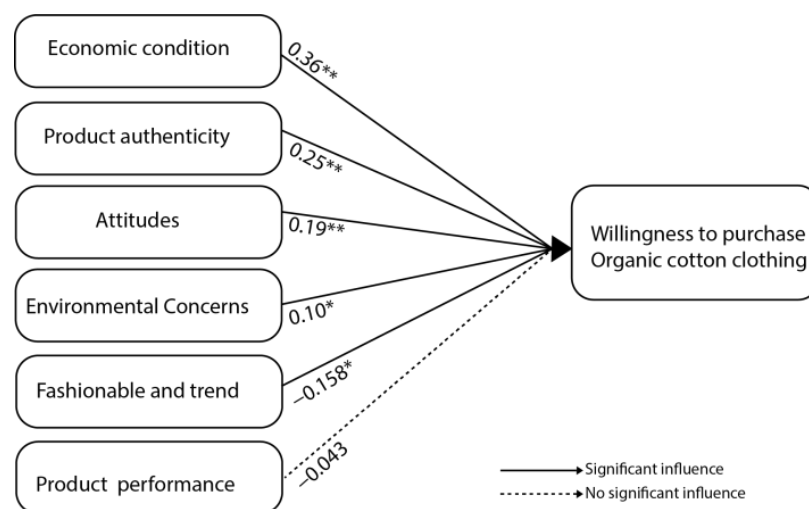 Economic condition
0.36**
Product authenticity
0.25**
Attitudes
0.19**
Willingness to purchase
Organic cotton clothing
Environmental Concerns
0.10*
Fashionable and trend
–0.158*
Product performance
–0.043
Significant influence
No significant influence